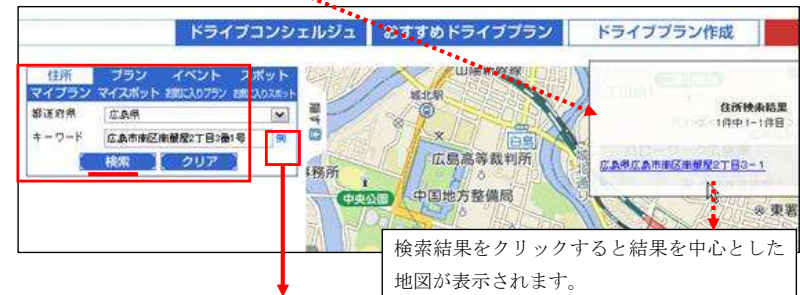 ドライブコンシェルジュ おすすめドライブプラン ドライブプラン作成
住所 プラン イベント スポット
マイプラン マイスポット お気に入りプラン お気に入りスポット
都道府県 広島県
キーワード 広島市南区南蟹屋2丁目3番1号 例
検索 クリア
隠す
山陽新幹線
城北駅
白島
広島高等裁判所
務所
中央公園
中国地方整備局
住所検索結果
1件中1-1件目
広島県広島市南区南蟹屋2丁目3-1
東署
検索結果をクリックすると結果を中心とした
地図が表示されます。